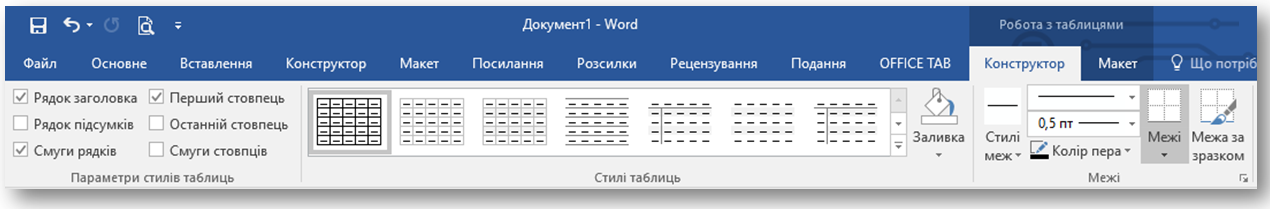 Документ1 - Word
Робота з таблицями
Файл Основне Вставлення Конструктор Макет Посилання Розсилки Рецензування Подання OFFICE TAB Конструктор Макет Що потріб
Рядок заголовка Перший стовпець
Рядок підсумків Останній стовпець
Смуги рядків Смуги стовпців
Параметри стилів таблиць
Стилі таблиць
Заливка
Стилі меж
0,5 пт
Колір пера
Межі
Межа за зразком
Межі